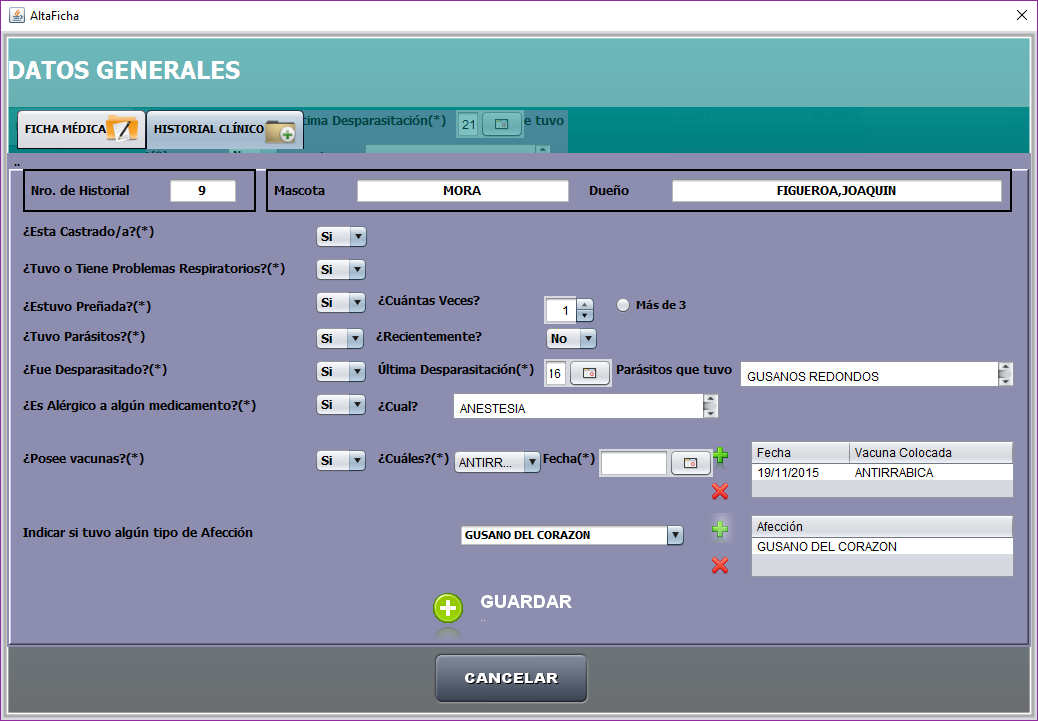 AltaFicha
DATOS GENERALES
FICHA MÉDICA HISTORIAL CLÍNICO ima Desparasitación(*) 21 e tuvo
..
Nro. de Historial 9 Mascota MORA Dueño FIGUEROA,JOAQUIN
¿Esta Castrado/a?(*) Si
¿Tuvo o Tiene Problemas Respiratorios?(*) Si
¿Estuvo Preñada?(*) Si ¿Cuántas Veces? 1 Más de 3
¿Tuvo Parásitos?(*) Si ¿Recientemente? No
¿Fue Desparasitado?(*) Si Última Desparasitación(*) 16 Parásitos que tuvo GUSANOS REDONDOS
¿Es Alérgico a algún medicamento?(*) Si ¿Cual? ANESTESIA
¿Posee vacunas?(*) Si ¿Cuáles?(*) ANTIRR... Fecha(*)
Fecha Vacuna Colocada
19/11/2015 ANTIRRABICA
Indicar si tuvo algún tipo de Afección GUSANO DEL CORAZON
Afección
GUSANO DEL CORAZON
GUARDAR
..
CANCELAR